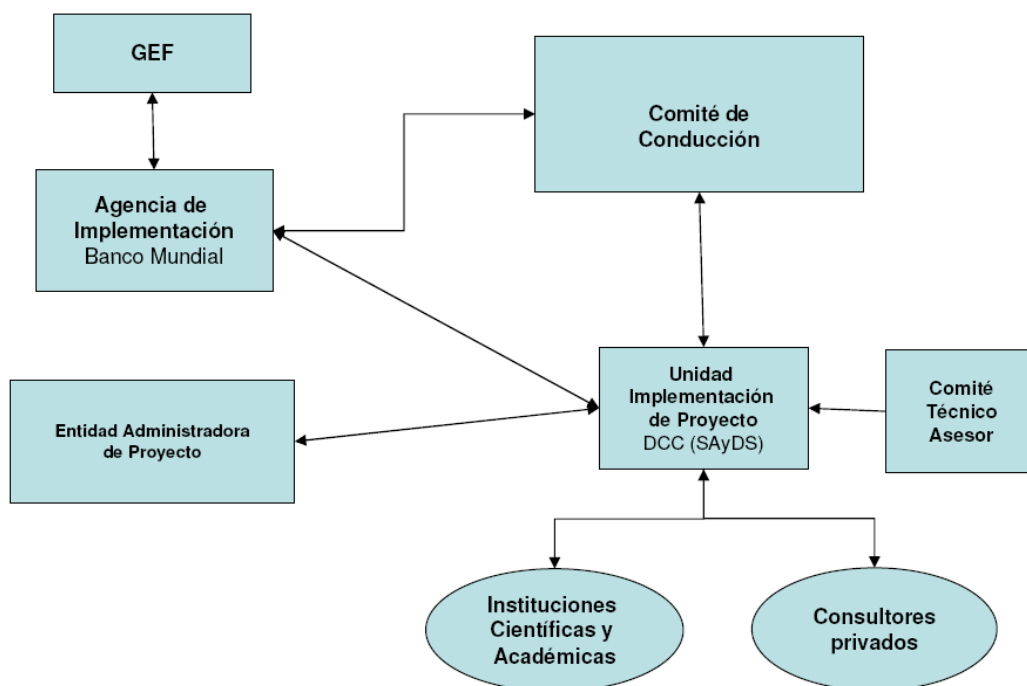 GEF
Comité de
Conducción
Agencia de
Implementación
Banco Mundial
Unidad
Implementación
de Proyecto
DCC (SAyDS)
Comité
Técnico
Asesor
Entidad Administradora
de Proyecto
Instituciones
Científicas y
Académicas
Consultores
privados